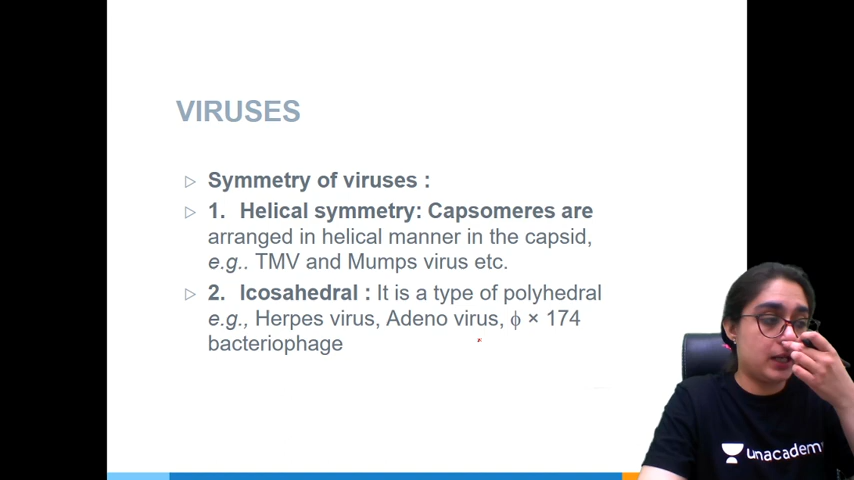 VIRUSES
Symmetry of viruses :
1. Helical symmetry: Capsomeres are
arranged in helical manner in the capsid,
e.g.. TMV and Mumps virus etc.
2. Icosahedral : It is a type of polyhedral
e.g., Herpes virus, Adeno virus, ϕ × 174
bacteriophage
unacadem